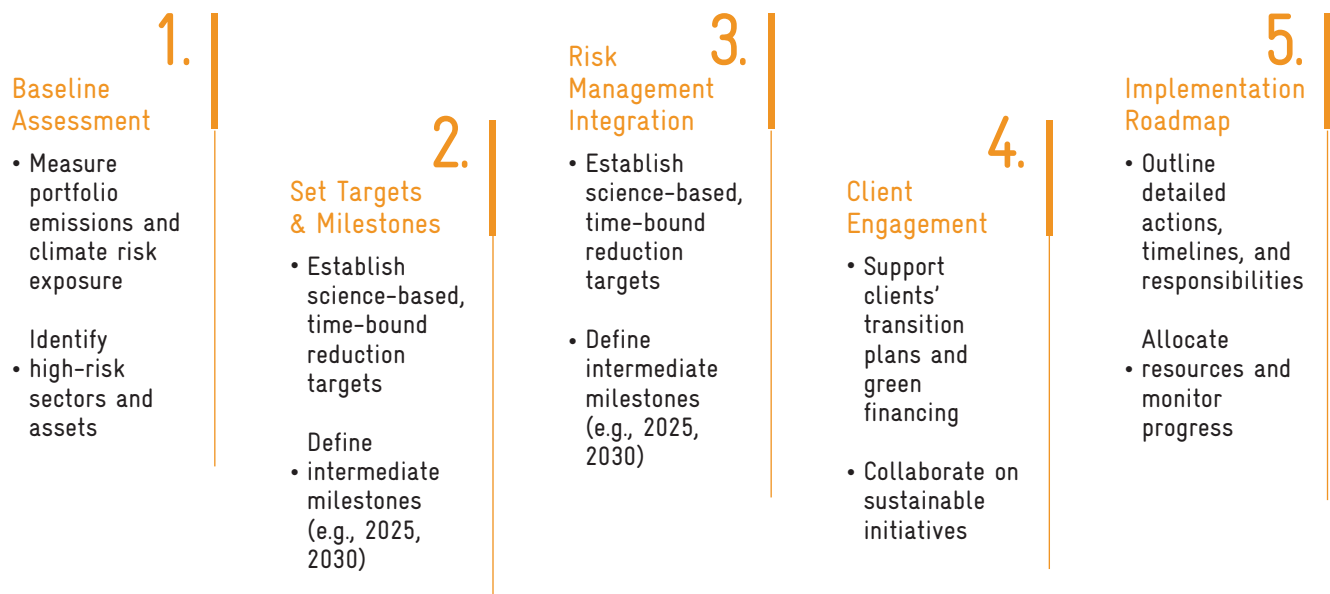 1.
Baseline
Assessment
• Measure
portfolio
emissions and
climate risk
exposure
Identify
• high-risk
sectors and
assets
2.
Set Targets
& Milestones
• Establish
science-based,
time-bound
reduction
targets
Define
• intermediate
milestones
(e.g., 2025,
2030)
3.
Risk
Management
Integration
• Establish
science-based,
time-bound
reduction
targets
• Define
intermediate
milestones
(e.g., 2025,
2030)
4.
Client
Engagement
• Support
clients’
transition
plans and
green
financing
• Collaborate on
sustainable
initiatives
5.
Implementation
Roadmap
• Outline
detailed
actions,
timelines, and
responsibilities
Allocate
• resources and
monitor
progress